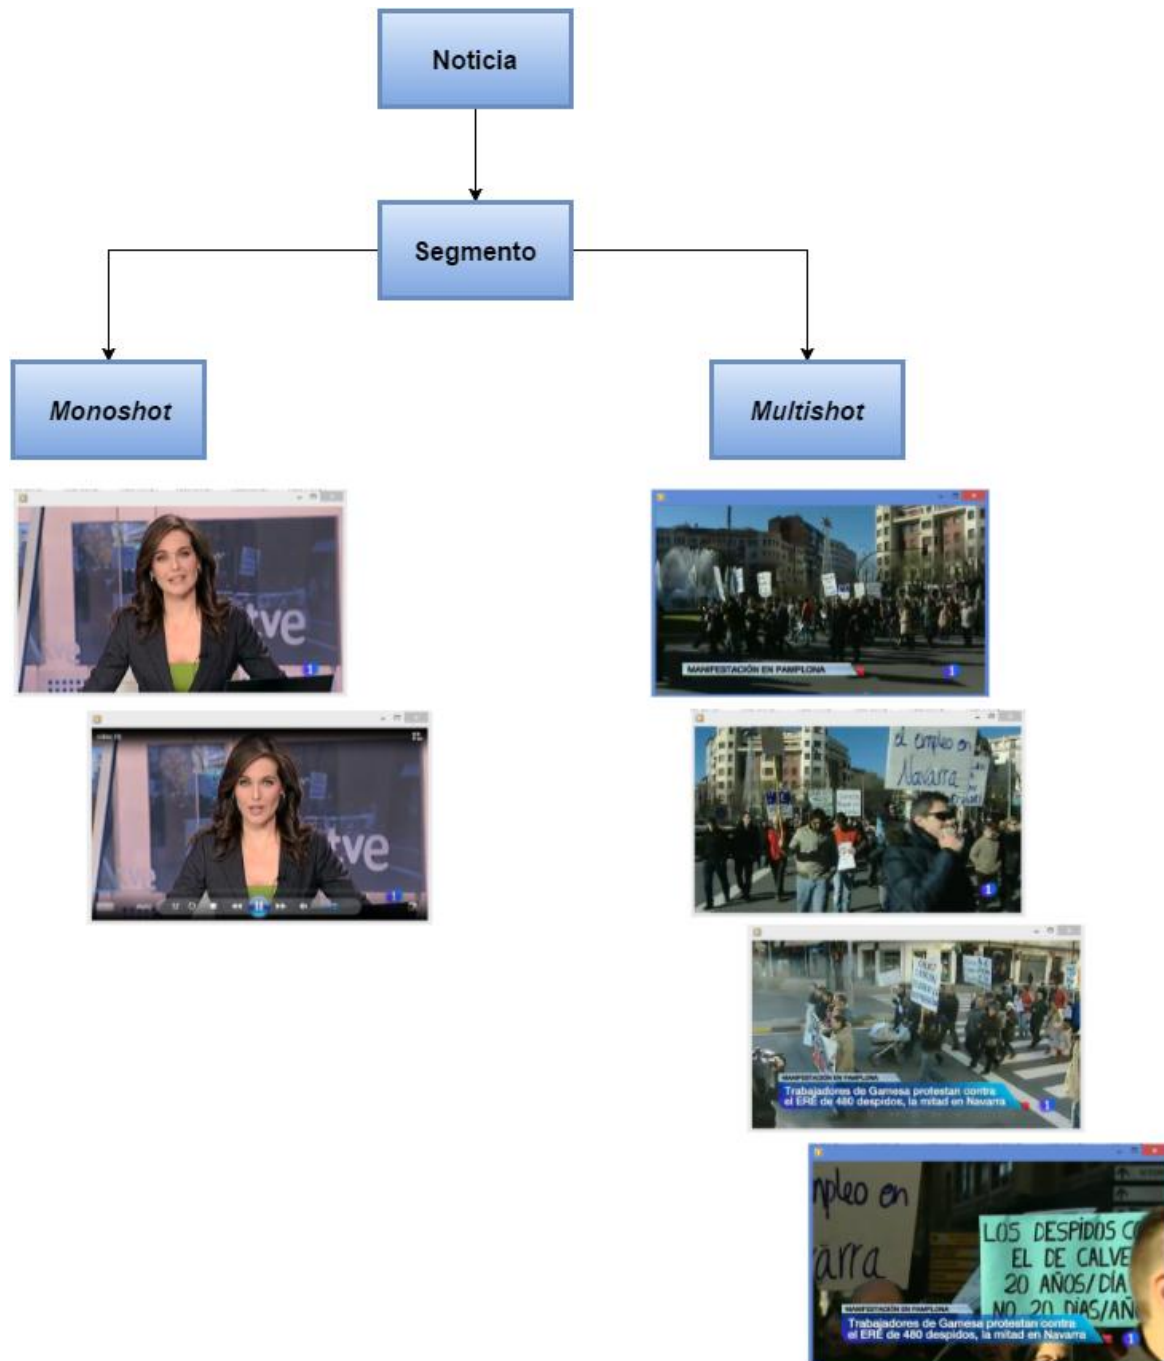 Noticia
Segmento
Monoshot
Multishot
tve
1
MANIFESTACIÓN EN PAMPLONA
1
el empleo en
Navarra
1
tve
1
MANIFESTACIÓN EN PAMPLONA
Trabajadores de Gamesa protestan contra
el ERE de 480 despidos, la mitad en Navarra
1
mpleo en
arra
LOS DESPIDOS CO
EL DE CALVE
20 AÑOS/DÍA
NO 20 DÍAS/AÑ
MANIFESTACIÓN EN PAMPLONA
Trabajadores de Gamesa protestan contra
el ERE de 480 despidos, la mitad en Navarra
1